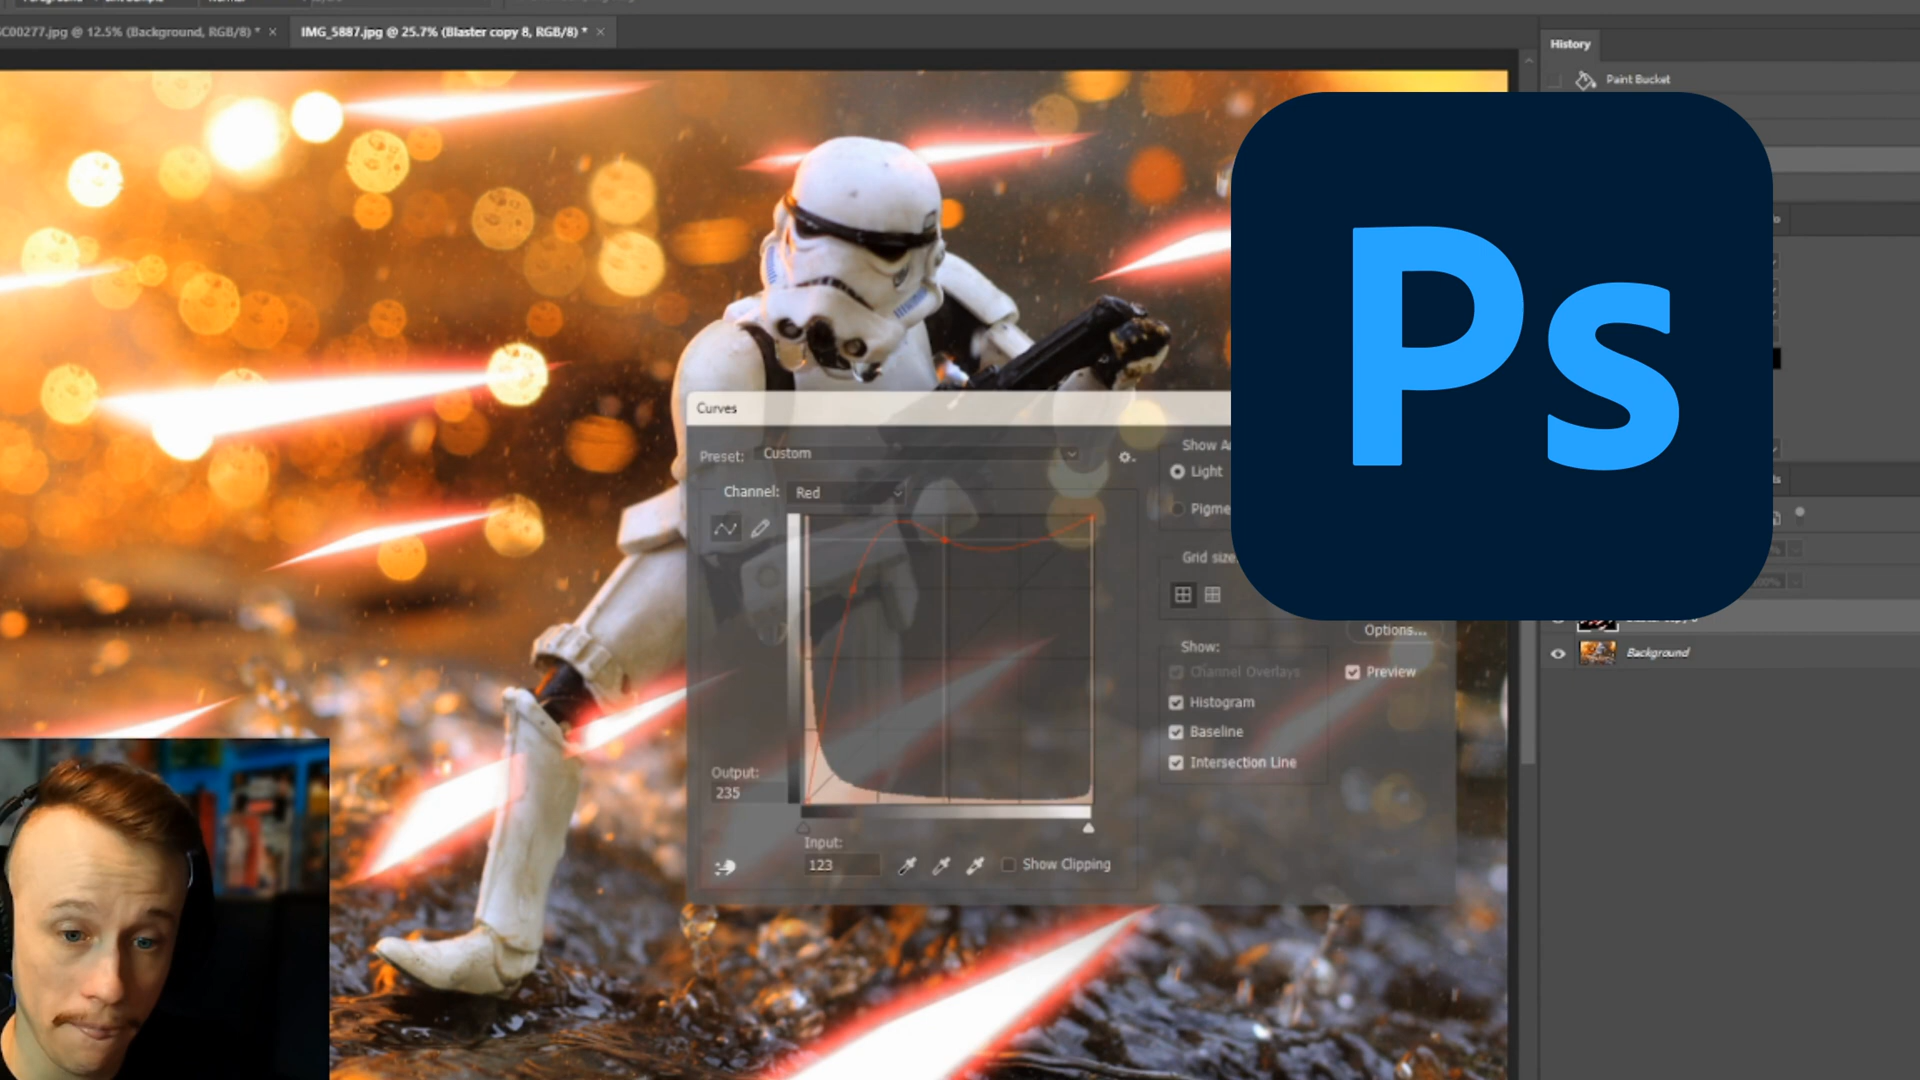 C00277.jpg @ 12.5% (Background, RGB/8) * ×
IMG_5887.jpg @ 25.7% (Blaster copy 8, RGB/8) * ×
History
Paint Bucket
Ps
Curves
Preset: Custom
Show A
Channel: Red
Light
Pigme
Grid size
Options...
Show:
Channel Overlays
Preview
Histogram
Baseline
Intersection Line
Output:
235
Input:
123
Show Clipping
Background